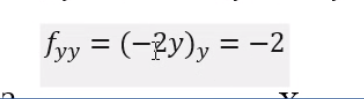 f_yy = (−2y)_y = −2